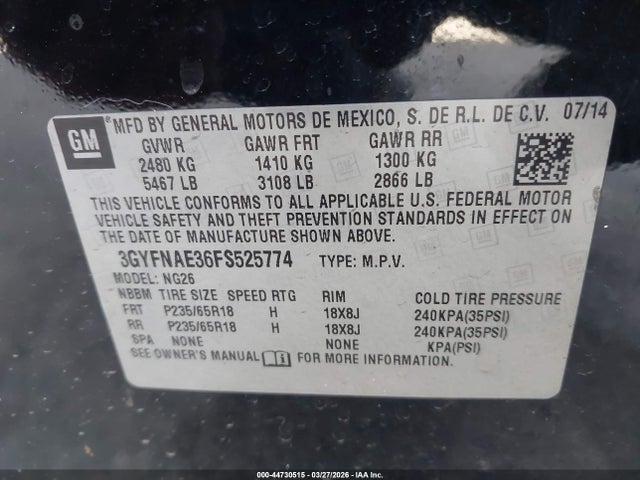 GM
MFD BY GENERAL MOTORS DE MEXICO, S. DE R.L. DE C.V. 07/14
GVWR GAWR FRT GAWR RR
2480 KG 1410 KG 1300 KG
5467 LB 3108 LB 2866 LB
THIS VEHICLE CONFORMS TO ALL APPLICABLE U.S. FEDERAL MOTOR
VEHICLE SAFETY AND THEFT PREVENTION STANDARDS IN EFFECT ON
THE DATE OF MANUFACTURE SHOWN ABOVE.
3GYFNAE36FS525774 TYPE: M.P.V.
MODEL: NG26
NBBM TIRE SIZE SPEED RTG RIM COLD TIRE PRESSURE
FRT P235/65R18 H 18X8J 240KPA(35PSI)
RR P235/65R18 H 18X8J 240KPA(35PSI)
SPA NONE NONE KPA(PSI)
SEE OWNER'S MANUAL FOR MORE INFORMATION.
000-44730515 | 03/27/2026 | IAA Inc.